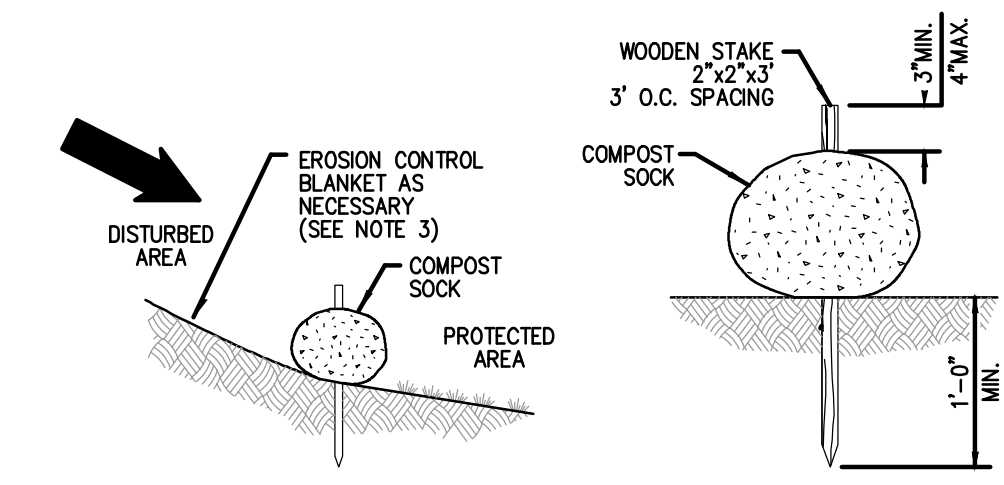 EROSION CONTROL
BLANKET AS
NECESSARY
(SEE NOTE 3)
DISTURBED
AREA
COMPOST
SOCK
PROTECTED
AREA
WOODEN STAKE
2"x2"x3'
3' O.C. SPACING
COMPOST
SOCK
3"MIN.
4"MAX.
1'-0"
MIN.